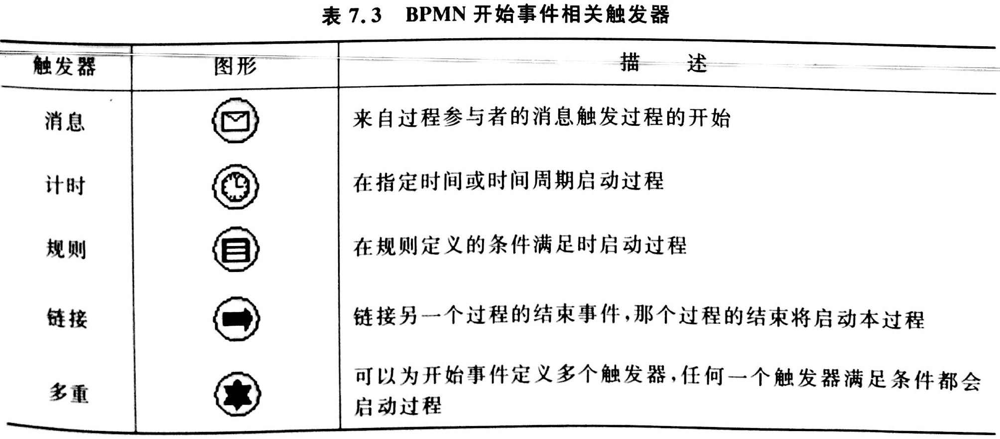 表 7.3 BPMN 开始事件相关触发器
触发器 图形 描 述
消息 来自过程参与者的消息触发过程的开始
计时 在指定时间或时间周期启动过程
规则 在规则定义的条件满足时启动过程
链接 链接另一个过程的结束事件,那个过程的结束将启动本过程
多重 可以为开始事件定义多个触发器,任何一个触发器满足条件都会
启动过程